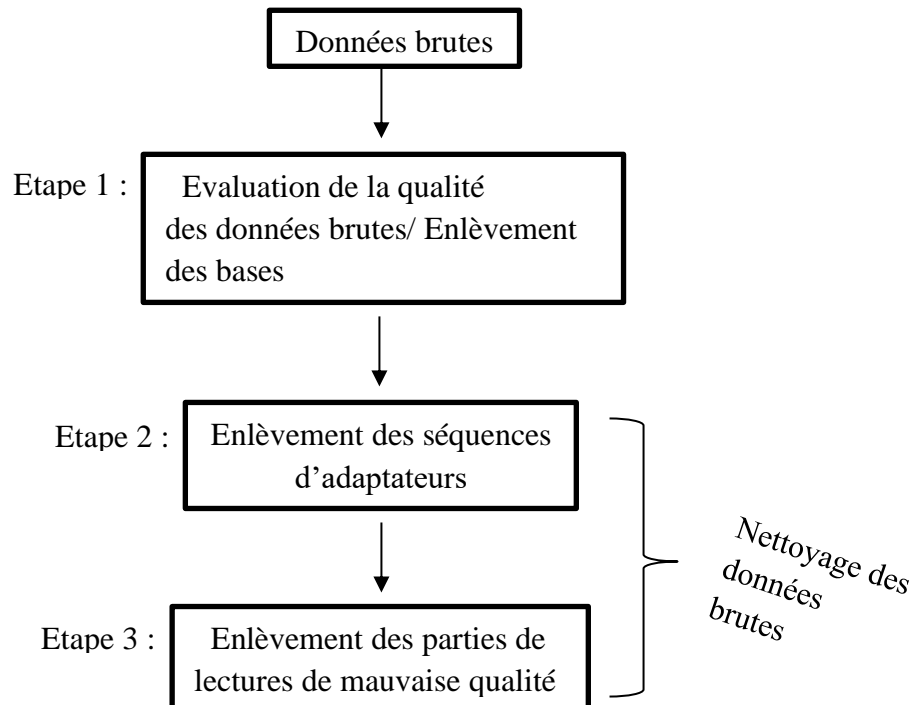 Données brutes
Etape 1 :
Evaluation de la qualité
des données brutes/ Enlèvement
des bases
Etape 2 :
Enlèvement des séquences
d’adaptateurs
Nettoyage des
données
brutes
Etape 3 :
Enlèvement des parties de
lectures de mauvaise qualité